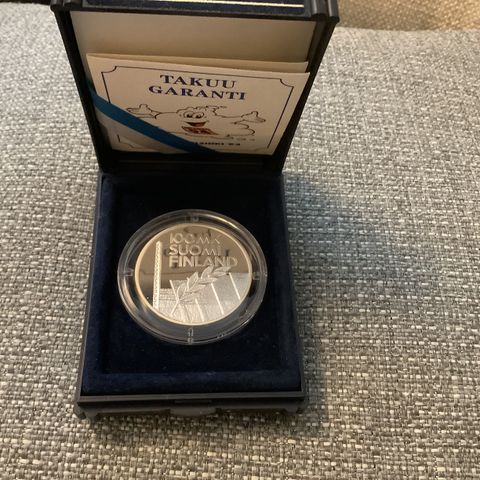 TAKUU
GARANTI
100 MK
SUOMI
FINLAND